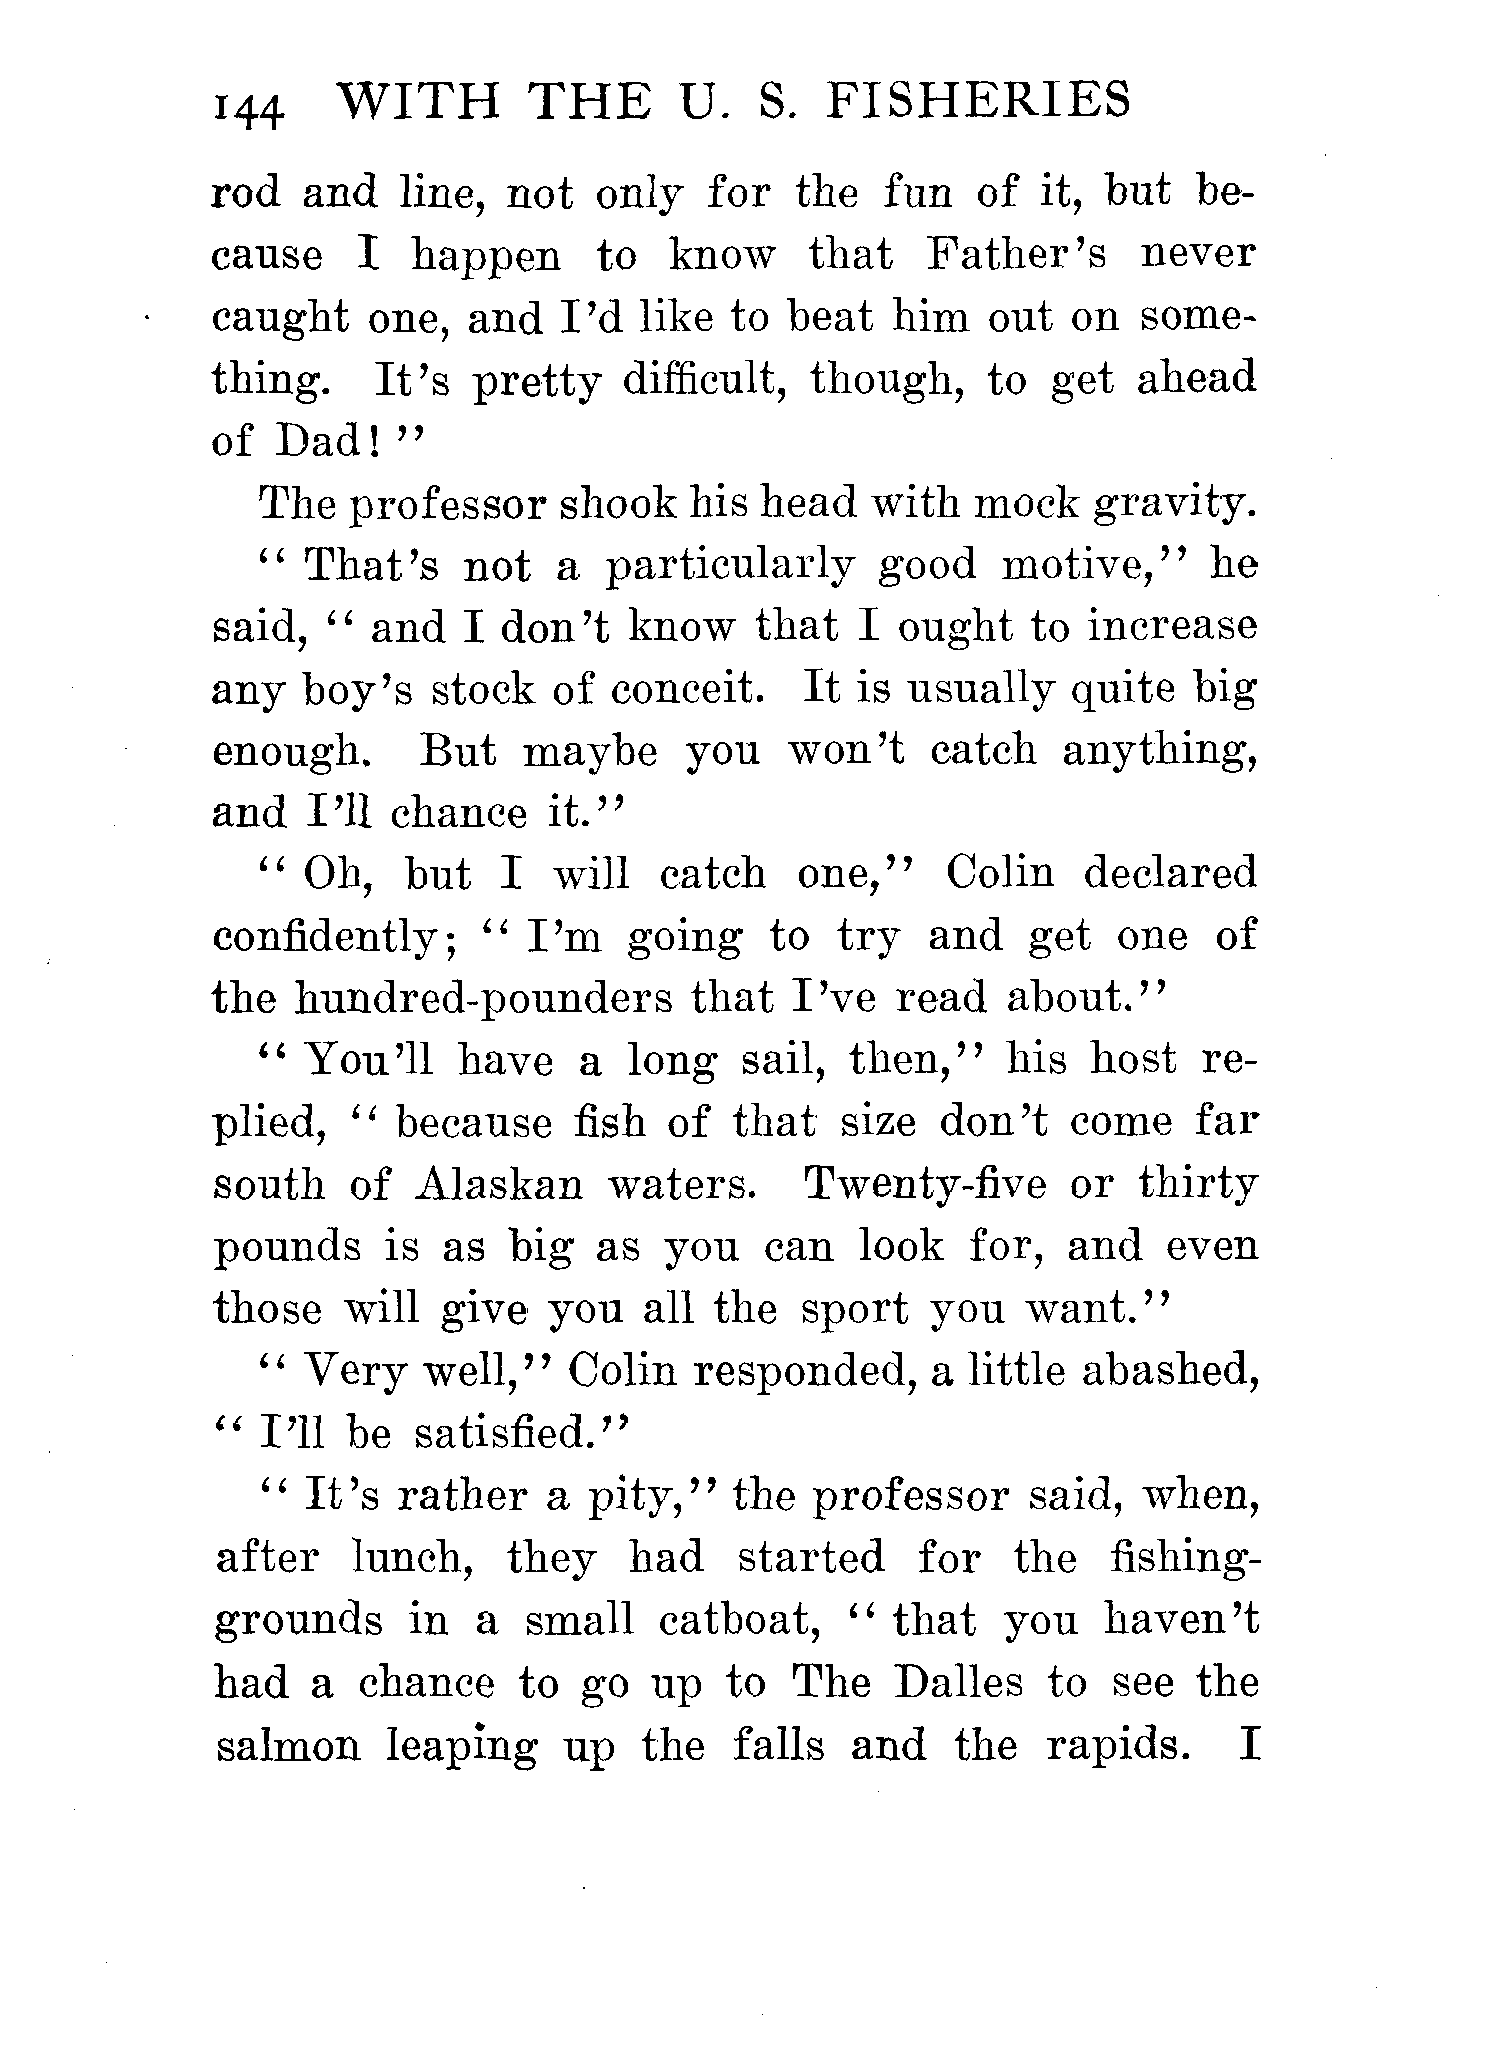 144 WITH THE U. S. FISHERIES
rod and line, not only for the fun of it, but be-
cause I happen to know that Father's never
caught one, and I'd like to beat him out on some-
thing. It's pretty difficult, though, to get ahead
of Dad! ''
The professor shook his head with mock gravity.
‘‘ That's not a particularly good motive,'' he
said, ‘‘ and I don't know that I ought to increase
any boy's stock of conceit. It is usually quite big
enough. But maybe you won't catch anything,
and I'll chance it.''
‘‘ Oh, but I will catch one,'' Colin declared
confidently; ‘‘ I'm going to try and get one of
the hundred-pounders that I've read about.''
‘‘ You'll have a long sail, then,'' his host re-
plied, ‘‘ because fish of that size don't come far
south of Alaskan waters. Twenty-five or thirty
pounds is as big as you can look for, and even
those will give you all the sport you want.''
‘‘ Very well,'' Colin responded, a little abashed,
‘‘ I'll be satisfied.''
‘‘ It's rather a pity,'' the professor said, when,
after lunch, they had started for the fishing-
grounds in a small catboat, ‘‘ that you haven't
had a chance to go up to The Dalles to see the
salmon leaping up the falls and the rapids. I